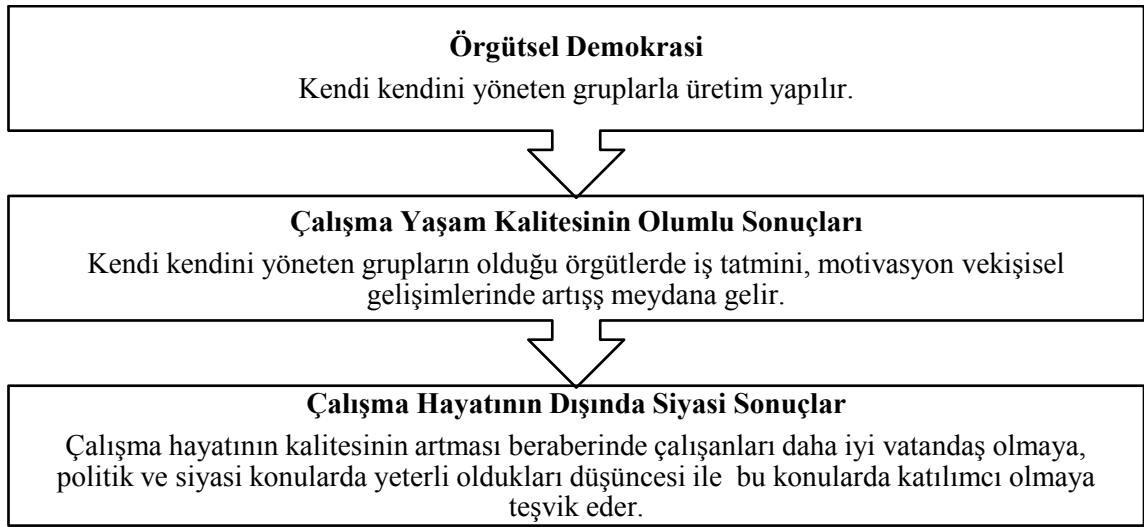 Örgütsel Demokrasi
Kendi kendini yöneten gruplarla üretim yapılır.
Çalışma Yaşam Kalitesinin Olumlu Sonuçları
Kendi kendini yöneten grupların olduğu örgütlerde iş tatmini, motivasyon vekişisel
gelişimlerinde artışş meydana gelir.
Çalışma Hayatının Dışında Siyasi Sonuçlar
Çalışma hayatının kalitesinin artması beraberinde çalışanları daha iyi vatandaş olmaya,
politik ve siyasi konularda yeterli oldukları düşüncesi ile bu konularda katılımcı olmaya
teşvik eder.